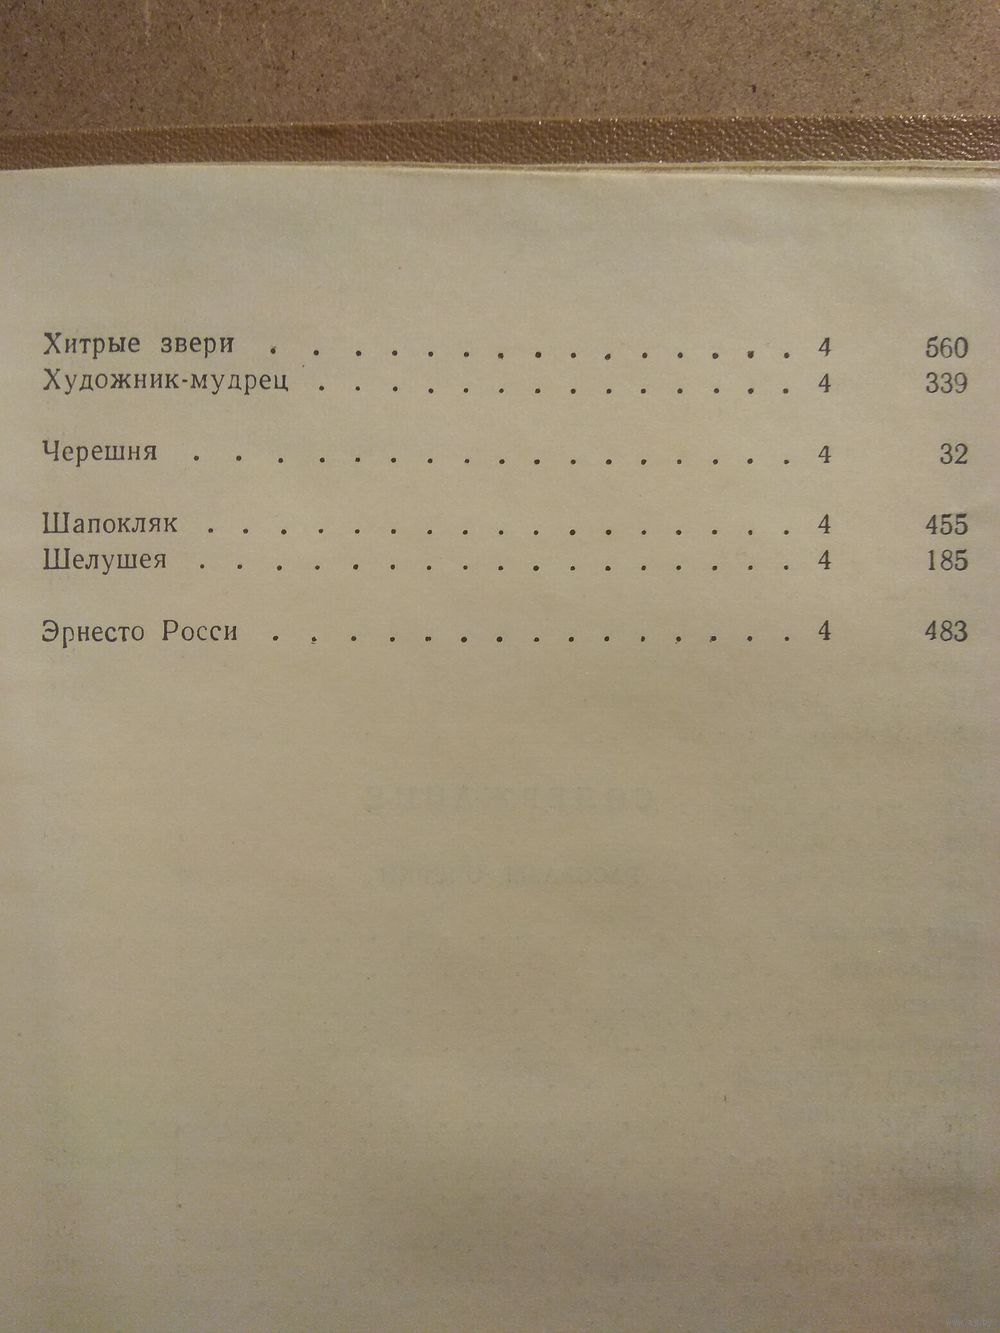 Хитрые звери . . . . . . . . . . . . . . 4 560
Художник-мудрец . . . . . . . . . . . . . . 4 339
Черешня . . . . . . . . . . . . . . . . . 4 32
Шапокляк . . . . . . . . . . . . . . . . 4 455
Шелушея . . . . . . . . . . . . . . . . . 4 185
Эрнесто Росси . . . . . . . . . . . . . . . 4 483